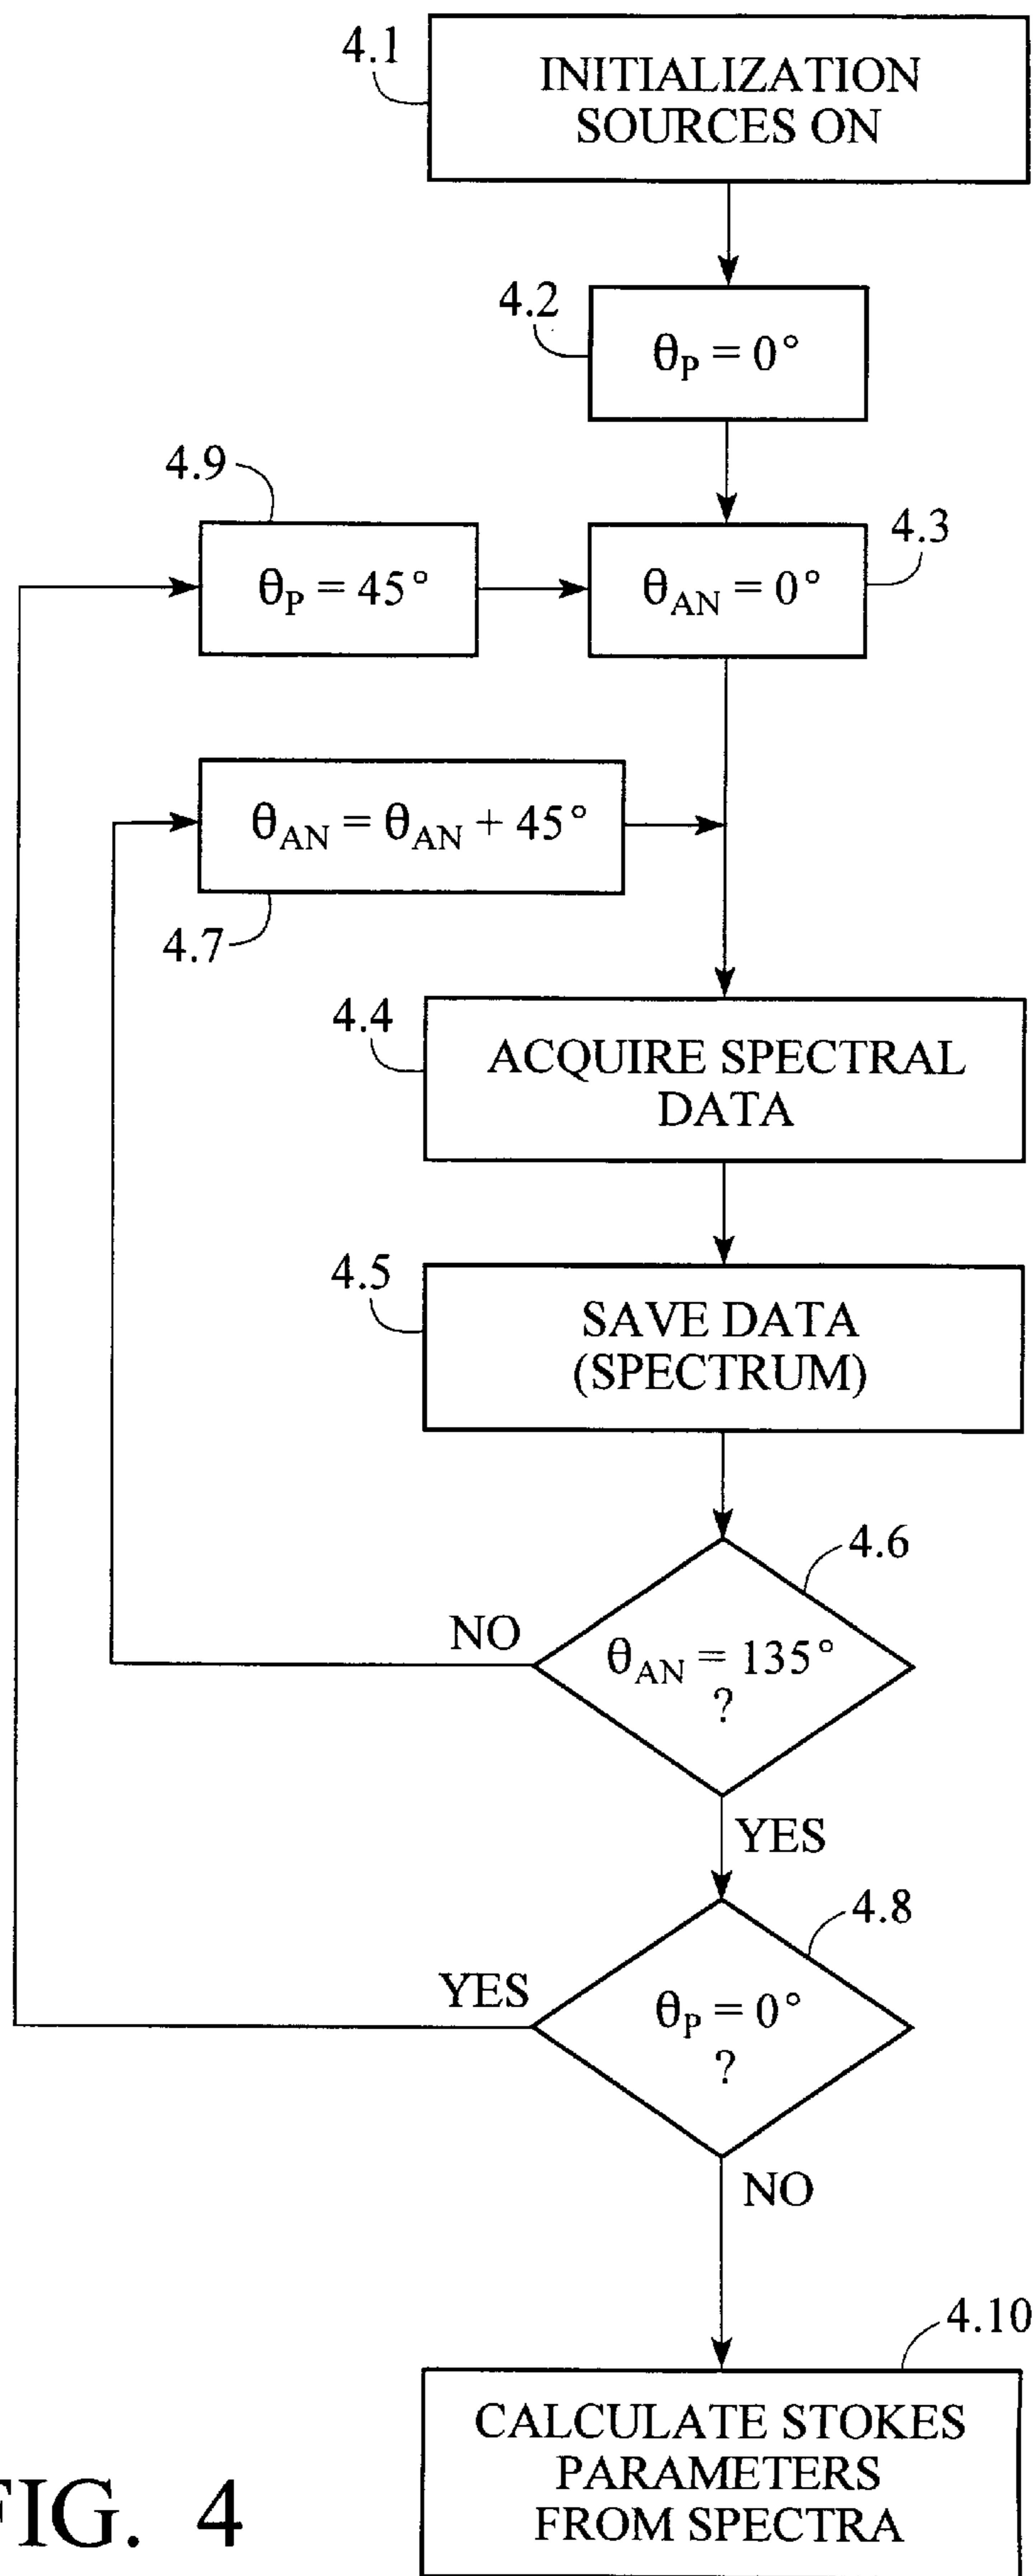 4.1
INITIALIZATION
SOURCES ON
4.2
θP = 0°
4.9
θP = 45°
4.3
θAN = 0°
θAN = θAN + 45°
4.7
4.4
ACQUIRE SPECTRAL
DATA
4.5
SAVE DATA
(SPECTRUM)
4.6
NO
θAN = 135°
?
YES
4.8
YES
θP = 0°
?
NO
4.10
CALCULATE STOKES
PARAMETERS
FROM SPECTRA
FIG. 4